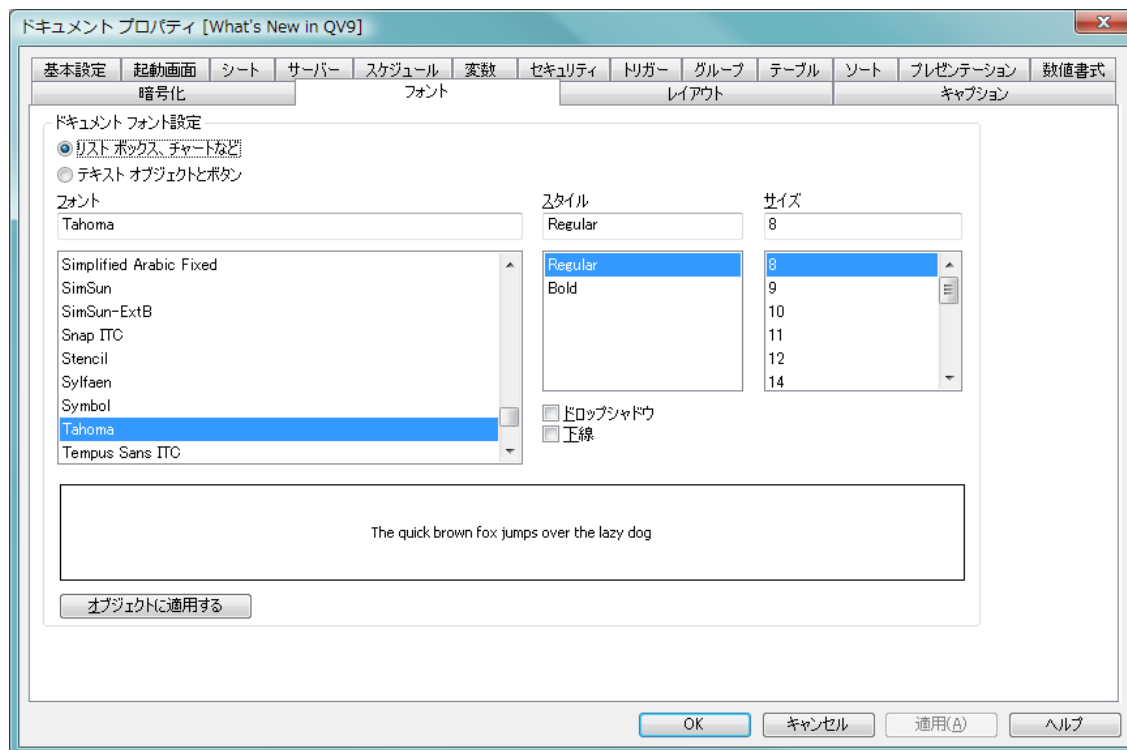 ドキュメント プロパティ [What's New in QV9]
基本設定 起動画面 シート サーバー スケジュール 変数 セキュリティ トリガー グループ テーブル ソート プレゼンテーション 数値書式
暗号化 フォント レイアウト キャプション
ドキュメント フォント設定
リスト ボックス、チャートなど
テキスト オブジェクトとボタン
フォント スタイル サイズ
Tahoma Regular 8
Simplified Arabic Fixed Regular 8
SimSun Bold 9
SimSun-ExtB 10
Snap ITC 11
Stencil 12
Sylfaen 14
Symbol ドロップシャドウ
Tahoma 下線
Tempus Sans ITC
The quick brown fox jumps over the lazy dog
オブジェクトに適用する
OK キャンセル 適用(A) ヘルプ